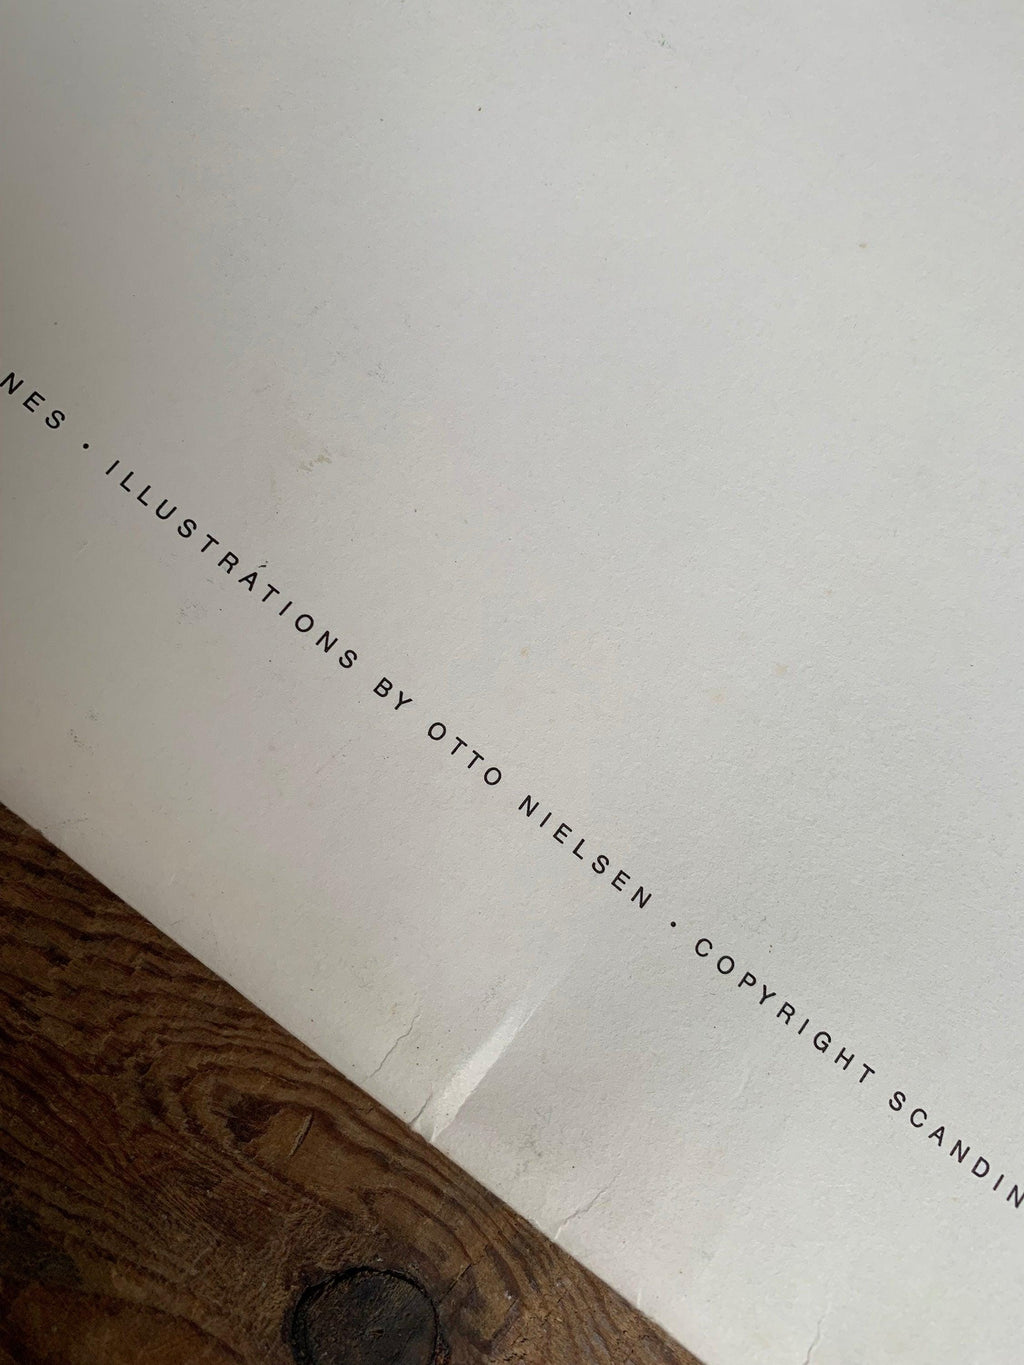 NES • ILLUSTRATIONS BY OTTO NIELSEN • COPYRIGHT SCANDIN